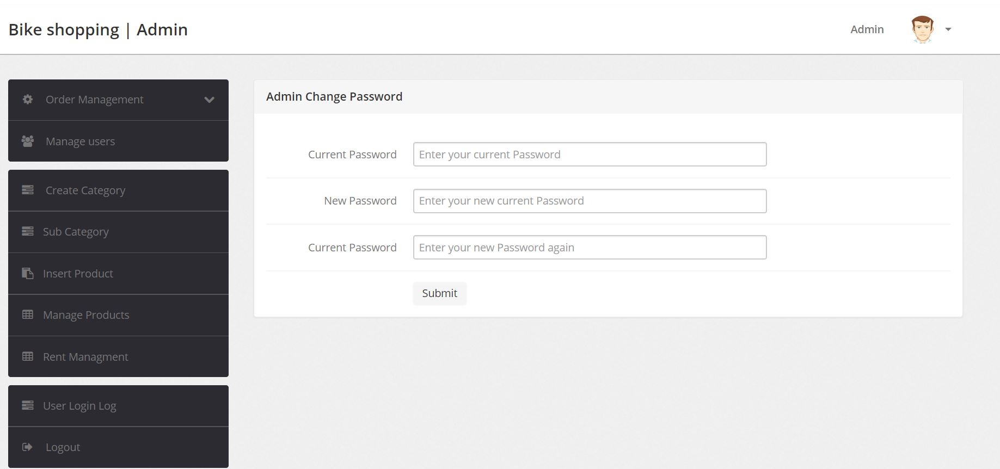 Bike shopping | Admin
Admin
Order Management
Manage users
Create Category
Sub Category
Insert Product
Manage Products
Rent Managment
User Login Log
Logout
Admin Change Password
Current Password Enter your current Password
New Password Enter your new current Password
Current Password Enter your new Password again
Submit